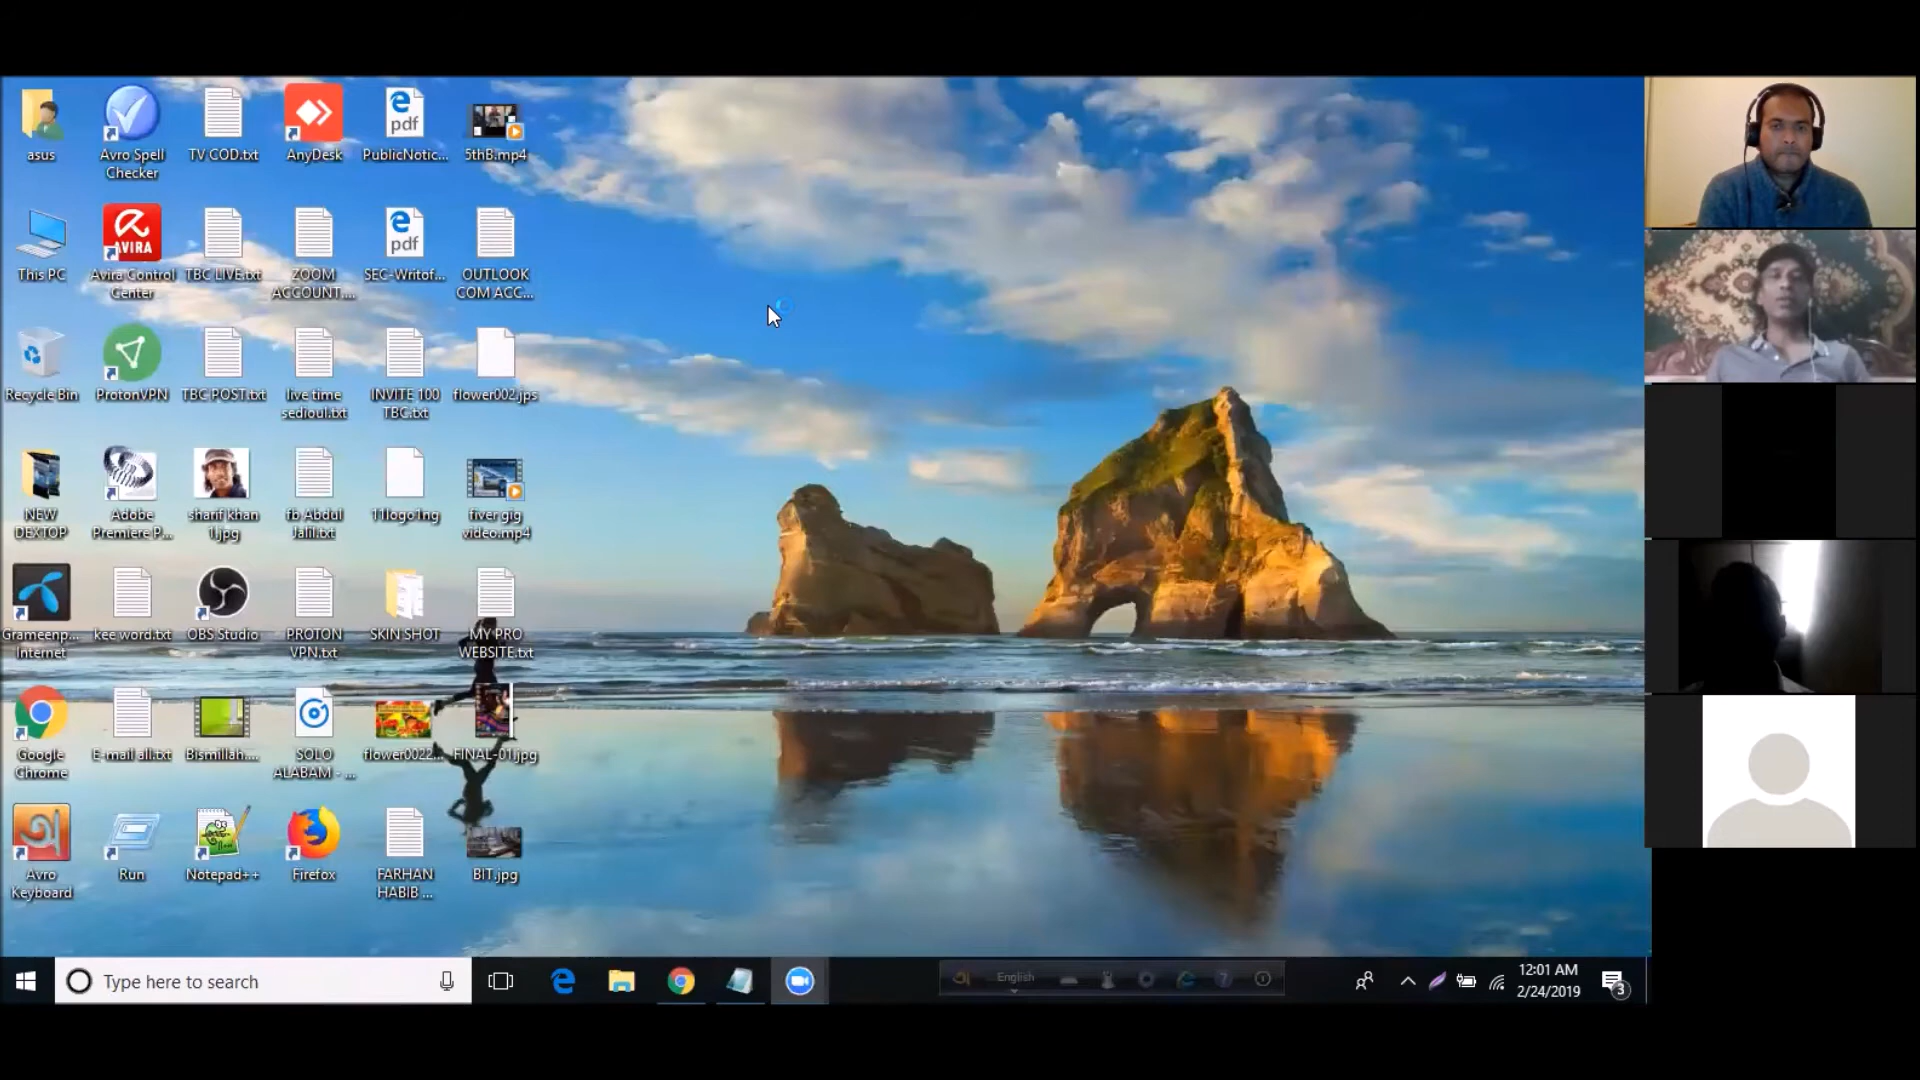 asus
Avro Spell
Checker
TV COD.txt
AnyDesk
pdf
PublicNotic...
5thB.mp4
This PC
AVIRA
Avira Control
Center
TBC LIVE.txt
ZOOM
ACCOUNT....
pdf
SEC-Writof...
OUTLOOK
COM ACC...
Recycle Bin
ProtonVPN
TBC POST.txt
live time
sedioul.txt
INVITE 100
TBC.txt
flower002.jps
NEW
DEXTOP
Adobe
Premiere P...
sharif khan
1.jpg
fb Abdul
Jalil.txt
11logo1ng
fiver gig
video.mp4
Grameenp...
Internet
kee word.txt
OBS Studio
PROTON
VPN.txt
SKIN SHOT
MY PRO
WEBSITE.txt
Google
Chrome
E-mail all.txt
Bismillah....
SOLO
ALABAM - ...
flower0022...
FINAL-01.jpg
অ
Avro
Keyboard
Run
Notepad++
Firefox
FARHAN
HABIB ...
BIT.jpg
Type here to search
English
12:01 AM
2/24/2019
3